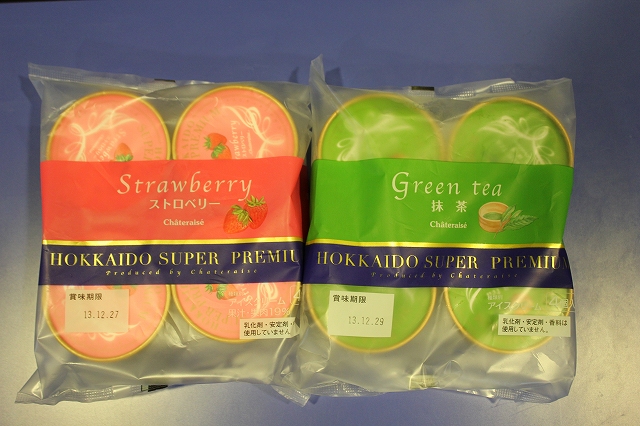 Strawberry
ストロベリー
Châteraisé
HOKKAIDO SUPER PREMIU
Produced by Chateraisé
賞味期限
13.12.27
乳化剤・安定剤・
使用していません。
Green tea
抹茶
Châteraisé
HOKKAIDO SUPER PREMIUM
Produced by Chateraisé
賞味期限
13.12.29
乳化剤・安定剤・香料は
使用していません。